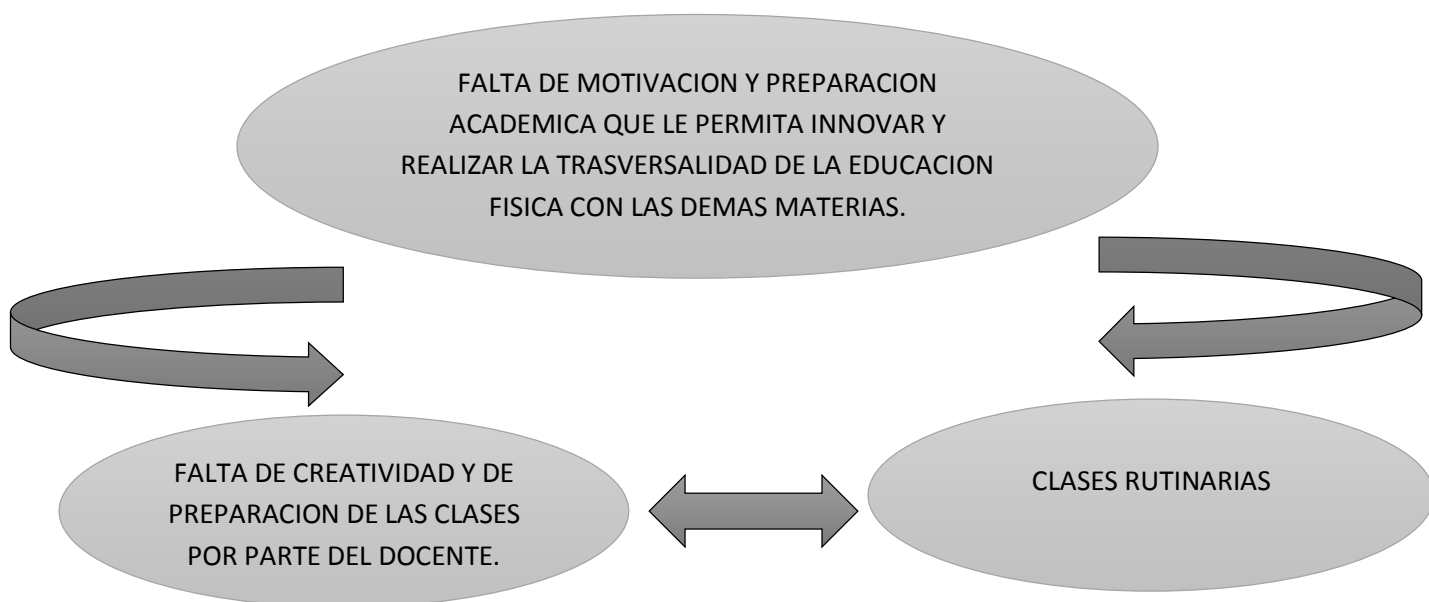 FALTA DE MOTIVACION Y PREPARACION
ACADEMICA QUE LE PERMITA INNOVAR Y
REALIZAR LA TRASVERSALIDAD DE LA EDUCACION
FISICA CON LAS DEMAS MATERIAS.
FALTA DE CREATIVIDAD Y DE
PREPARACION DE LAS CLASES
POR PARTE DEL DOCENTE.
CLASES RUTINARIAS